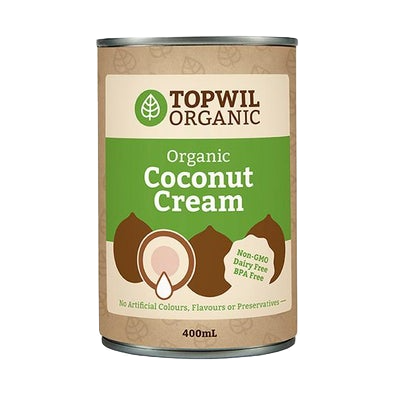 TOPWIL
ORGANIC
Organic
Coconut
Cream
Non-GMO
Dairy Free
BPA Free
No Artificial Colours, Flavours or Preservatives
400mL